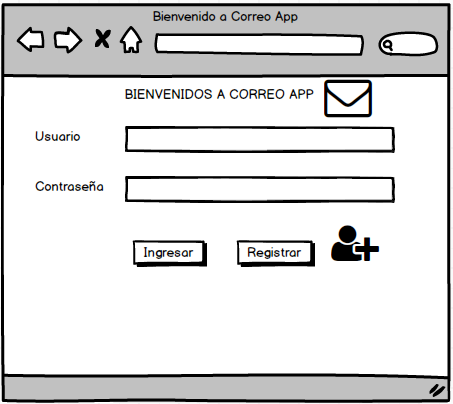 Bienvenido a Correo App
BIENVENIDOS A CORREO APP
Usuario
Contraseña
Ingresar Registrar